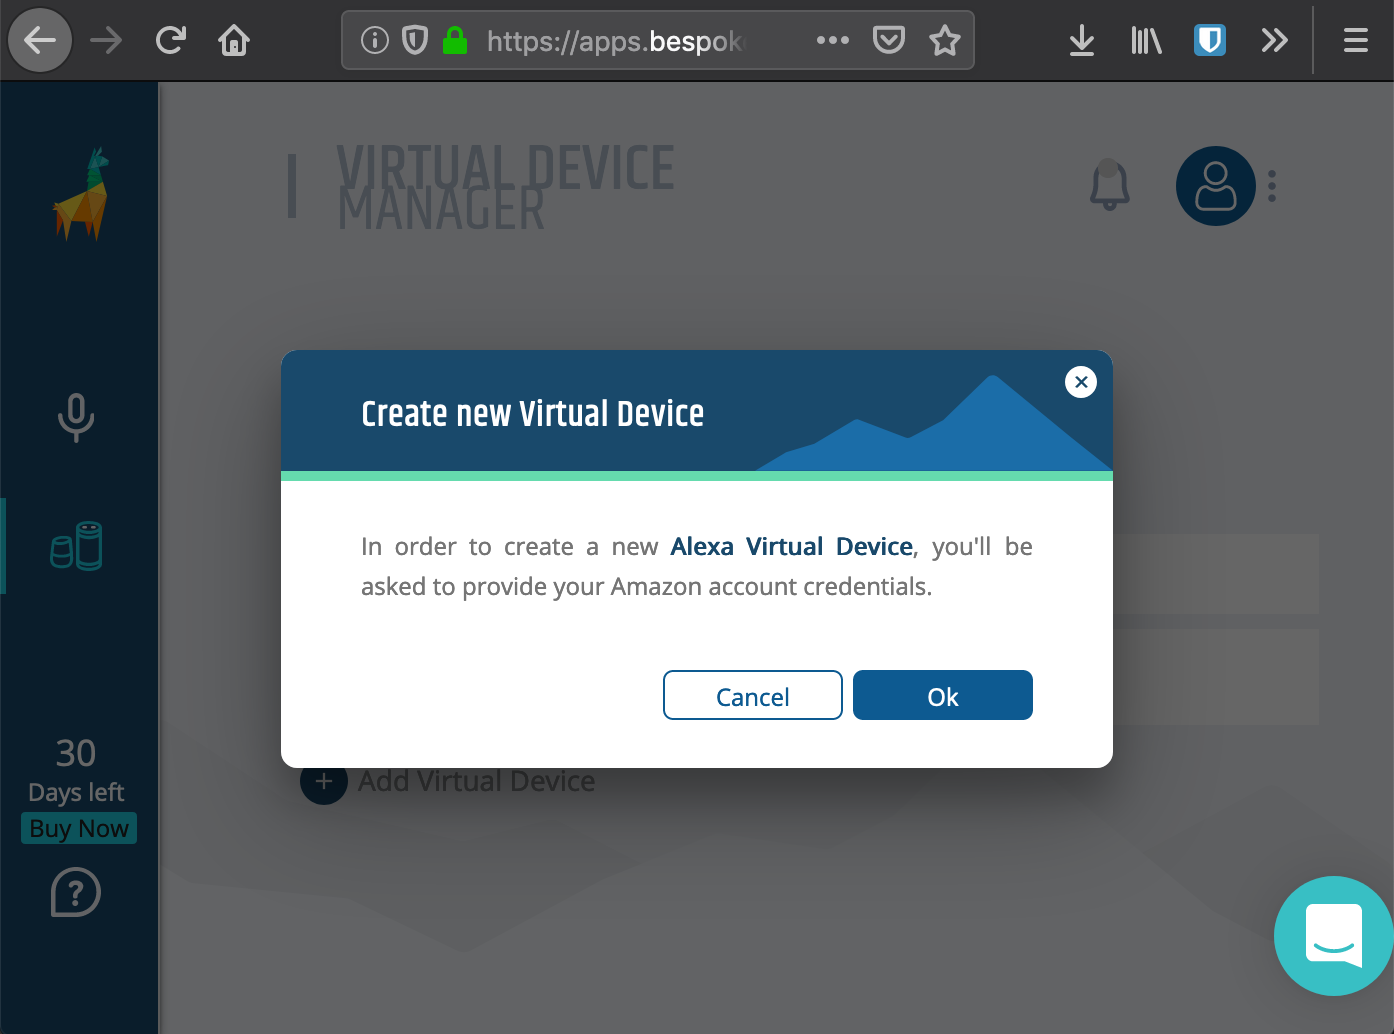 https://apps.bespok
VIRTUAL DEVICE
MANAGER
Create new Virtual Device
In order to create a new Alexa Virtual Device, you'll be
asked to provide your Amazon account credentials.
Cancel
Ok
Add Virtual Device
30
Days left
Buy Now